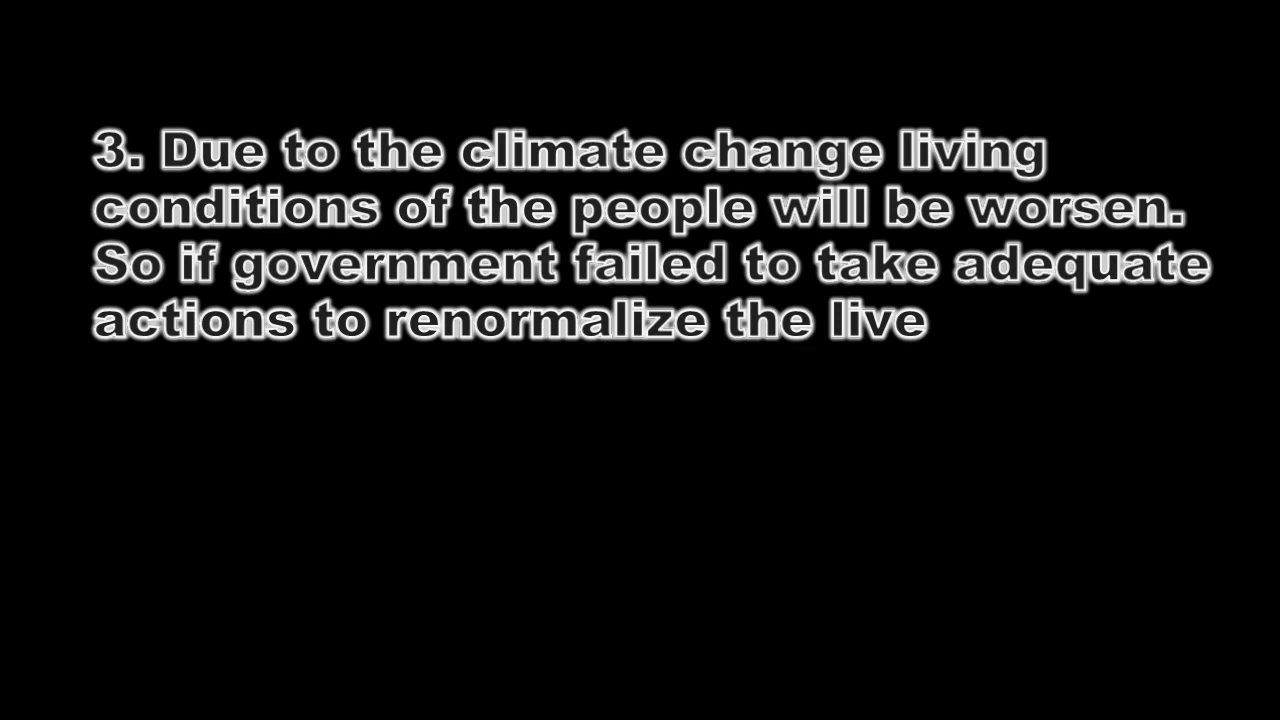 3. Due to the climate change living
conditions of the people will be worsen.
So if government failed to take adequate
actions to renormalize the live